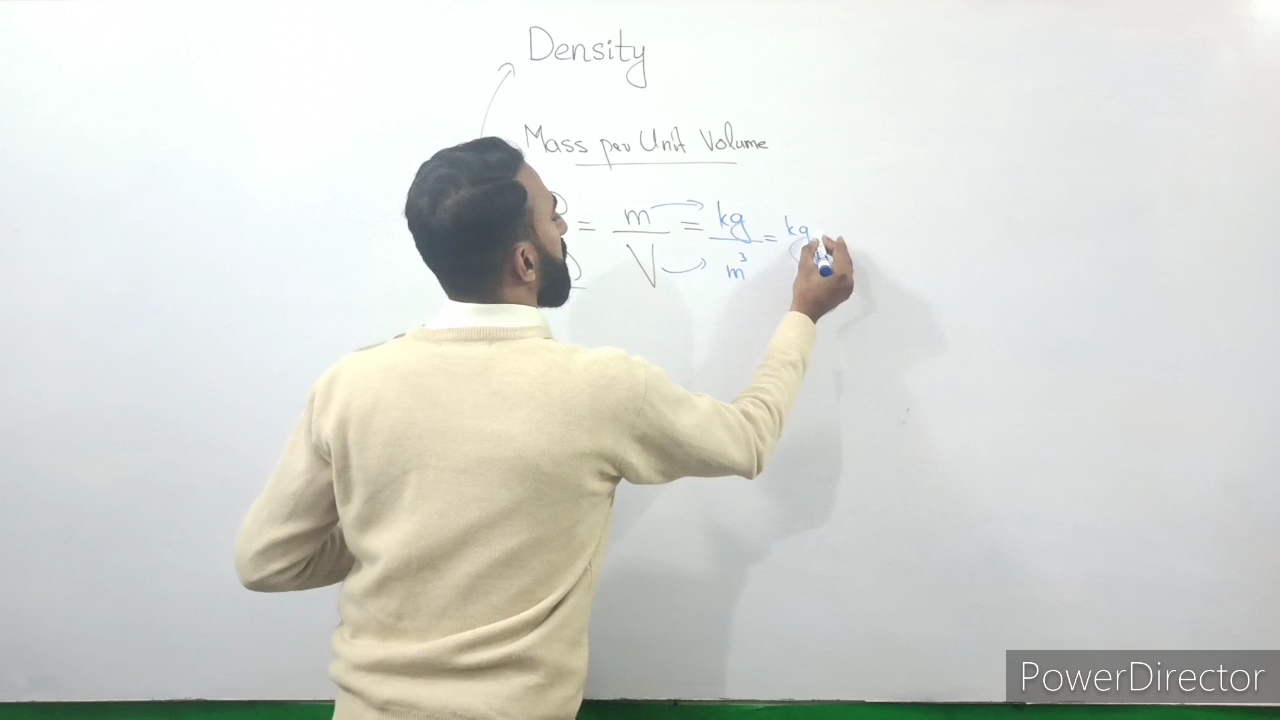 Density
Mass per Unit Volume
= m = kg = kg
V m³
PowerDirector